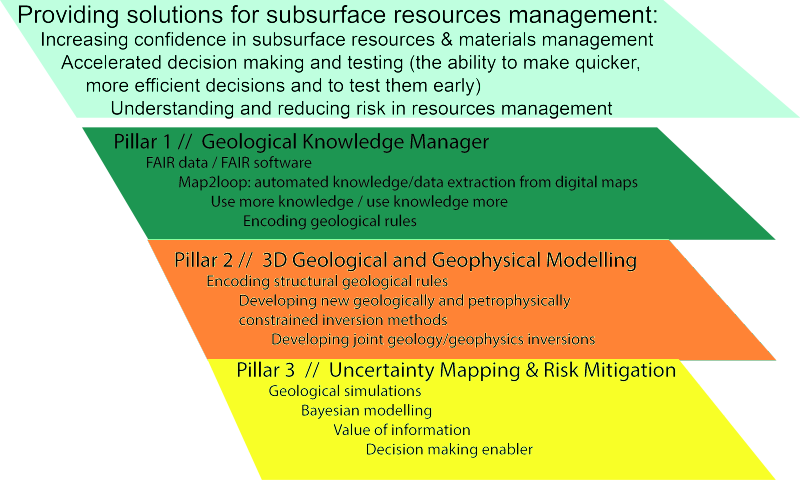 Providing solutions for subsurface resources management:
Increasing confidence in subsurface resources & materials management
Accelerated decision making and testing (the ability to make quicker,
more efficient decisions and to test them early)
Understanding and reducing risk in resources management
Pillar 1 // Geological Knowledge Manager
FAIR data / FAIR software
Map2loop: automated knowledge/data extraction from digital maps
Use more knowledge / use knowledge more
Encoding geological rules
Pillar 2 // 3D Geological and Geophysical Modelling
Encoding structural geological rules
Developing new geologically and petrophysically
constrained inversion methods
Developing joint geology/geophysics inversions
Pillar 3 // Uncertainty Mapping & Risk Mitigation
Geological simulations
Bayesian modelling
Value of information
Decision making enabler